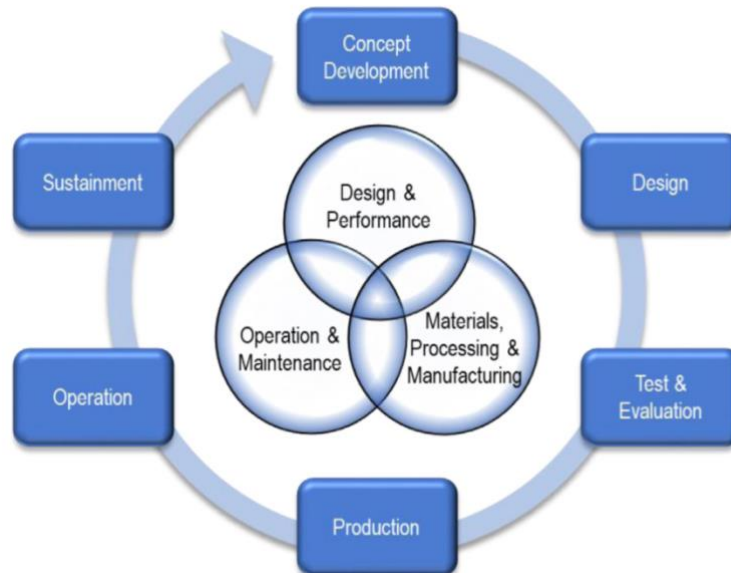 Concept
Development
Sustainment
Design
Design &
Performance
Operation &
Maintenance
Materials,
Processing &
Manufacturing
Operation
Test &
Evaluation
Production